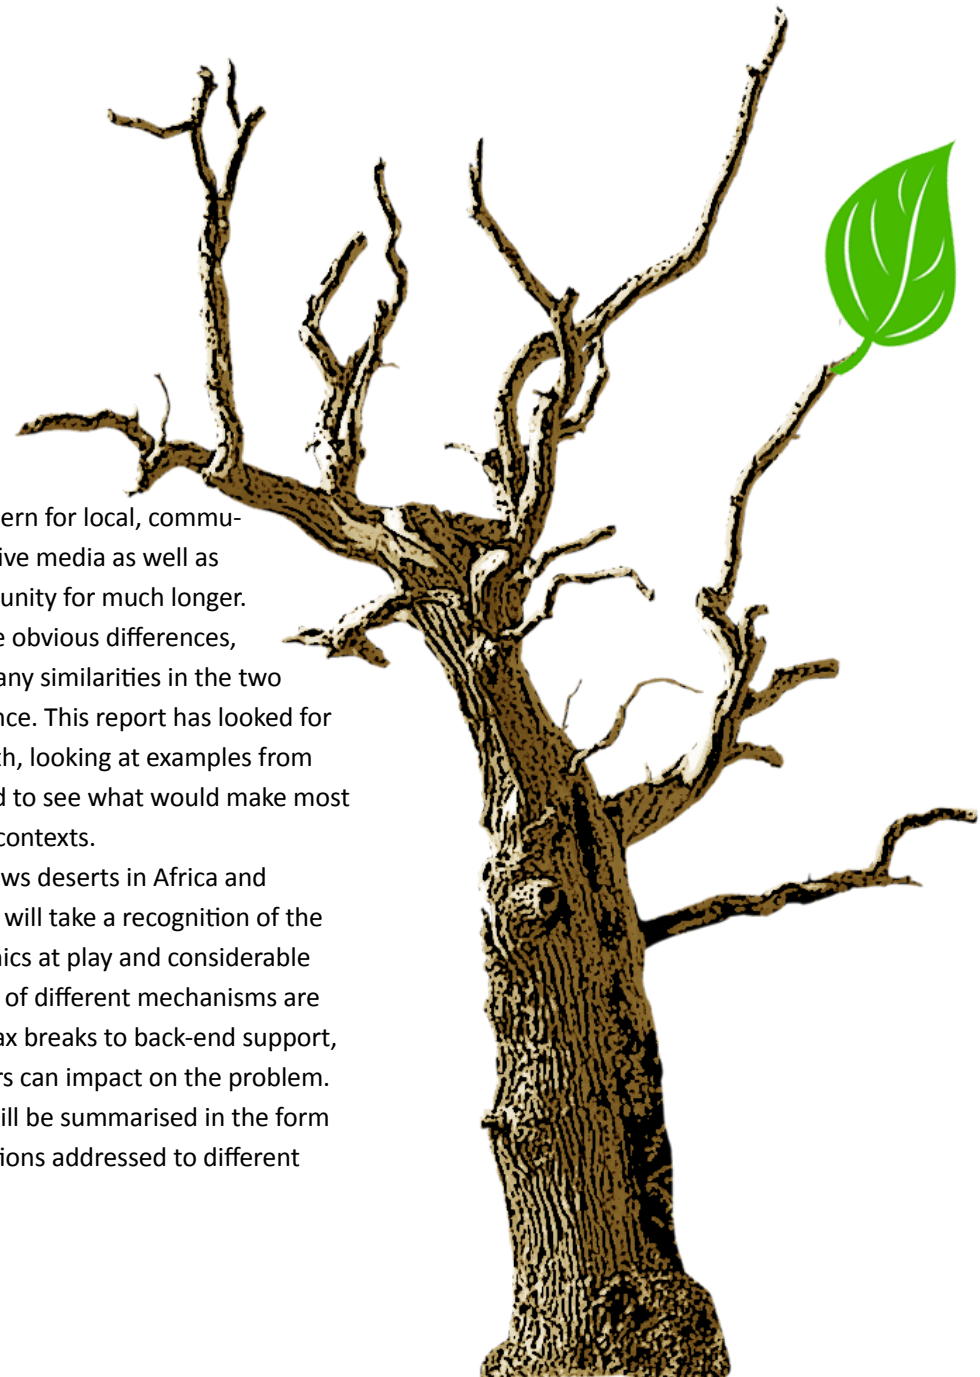 ern for local, commu-
ive media as well as
unity for much longer.
e obvious differences,
any similarities in the two
nce. This report has looked for
th, looking at examples from
d to see what would make most
contexts.
ws deserts in Africa and
will take a recognition of the
ics at play and considerable
of different mechanisms are
ax breaks to back-end support,
rs can impact on the problem.
ill be summarised in the form
tions addressed to different